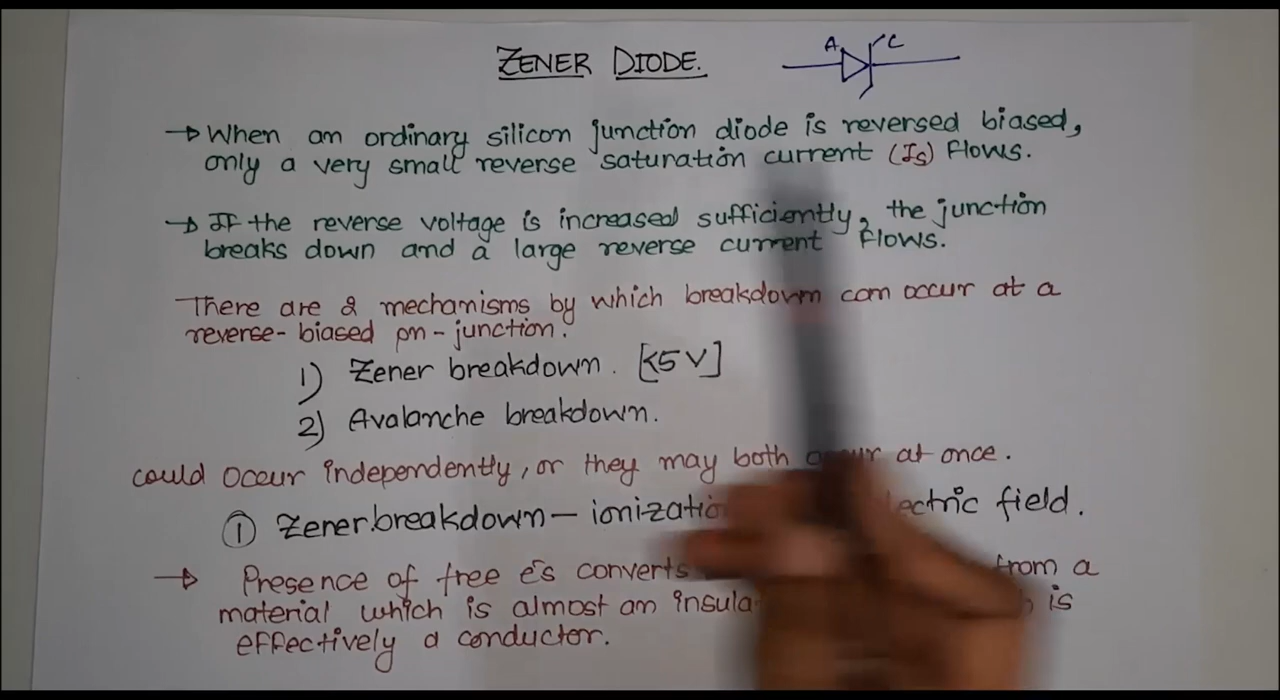 ZENER DIODE.
A C
→ When an ordinary silicon junction diode is reversed biased,
only a very small reverse saturation current (Is) flows.
→ If the reverse voltage is increased sufficiently, the junction
breaks down and a large reverse current flows.
There are 2 mechanisms by which breakdown can occur at a
reverse-biased pn-junction.
1) Zener breakdown. [<5V]
2) Avalanche breakdown.
could occur independently, or they may both occur at once.
① Zener.breakdown - ionization electric field.
→ Presence of free e-s converts from a
material which is almost an is
effectively a conductor.